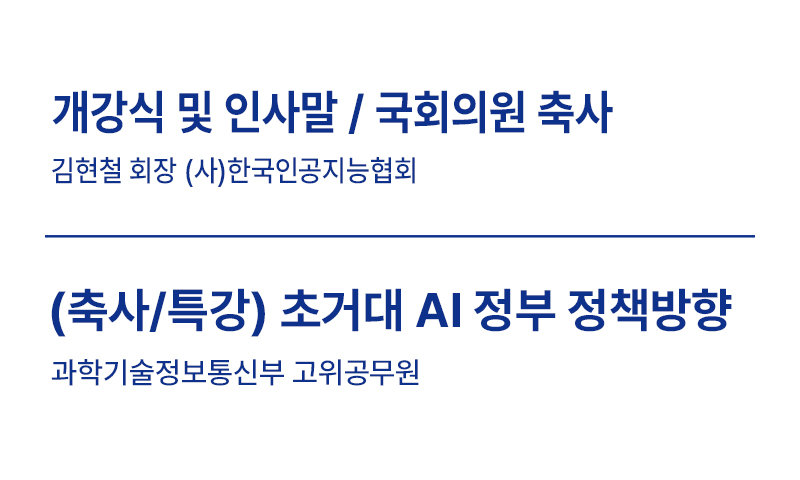 개강식 및 인사말 / 국회의원 축사
김현철 회장 (사)한국인공지능협회
(축사/특강) 초거대 AI 정부 정책방향
과학기술정보통신부 고위공무원